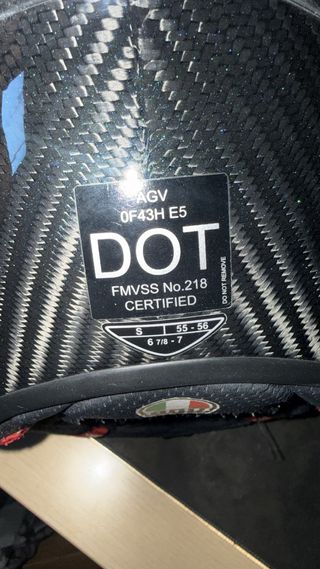 AGV
0F43H E5
DOT
FMVSS No.218
CERTIFIED
DO NOT REMOVE
S 55 - 56
6 7/8 - 7